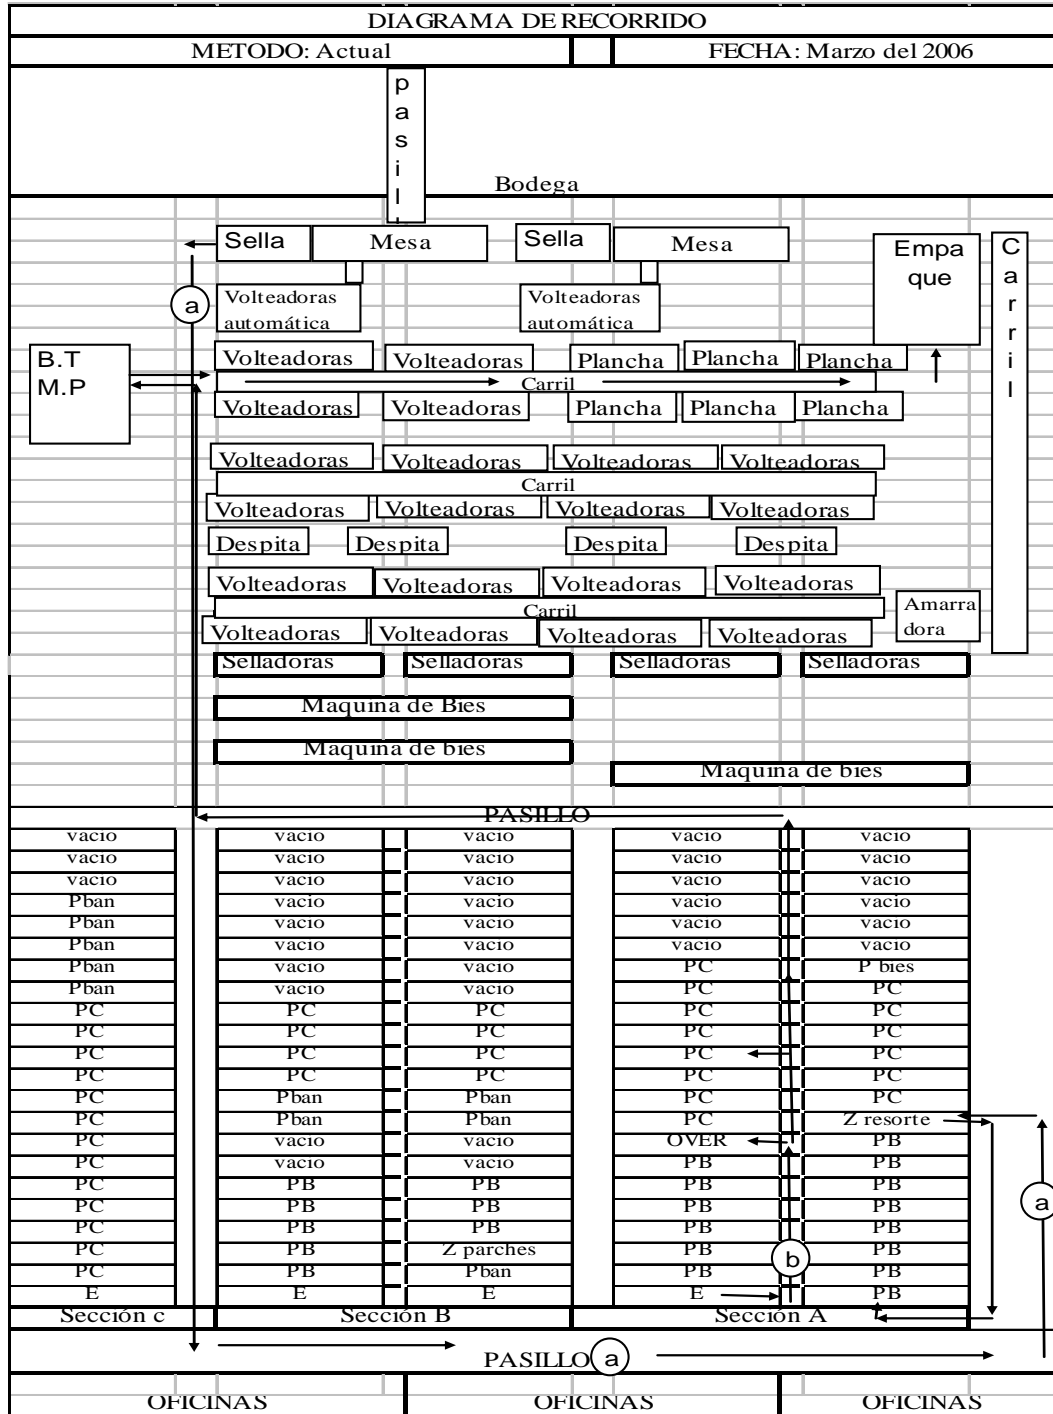 DIAGRAMA DE RECORRIDO
METODO: Actual FECHA: Marzo del 2006
p
a
s
i
l
Bodega
Sella Mesa Sella Mesa
Empa
que
C
a
r
r
i
l
a
Volteadoras
automática
Volteadoras
automática
B.T
M.P
Volteadoras Volteadoras Plancha Plancha Plancha
Carril
Volteadoras Volteadoras Plancha Plancha Plancha
Volteadoras Volteadoras Volteadoras Volteadoras
Carril
Volteadoras Volteadoras Volteadoras Volteadoras
Despita Despita Despita Despita
Volteadoras Volteadoras Volteadoras Volteadoras
Carril
Amarra
dora
Volteadoras Volteadoras Volteadoras Volteadoras
Selladoras Selladoras Selladoras Selladoras
Maquina de Bies
Maquina de bies
Maquina de bies
PASILLO
vacio vacio vacio vacio vacio
vacio vacio vacio vacio vacio
vacio vacio vacio vacio vacio
Pban vacio vacio vacio vacio
Pban vacio vacio vacio vacio
Pban vacio vacio vacio vacio
Pban vacio vacio PC P bies
Pban vacio vacio PC PC
PC PC PC PC PC
PC PC PC PC PC
PC PC PC PC PC
PC PC PC PC PC
PC Pban Pban PC PC
PC Pban Pban PC Z resorte
PC vacio vacio OVER PB
PC vacio vacio PB PB
PC PB PB PB PB
PC PB PB PB PB
a
PC PB PB PB PB
PC PB Z parches PB b PB
PC PB Pban PB PB
E E E E PB
Sección c Sección B Sección A
PASILLO a
OFICINAS OFICINAS OFICINAS